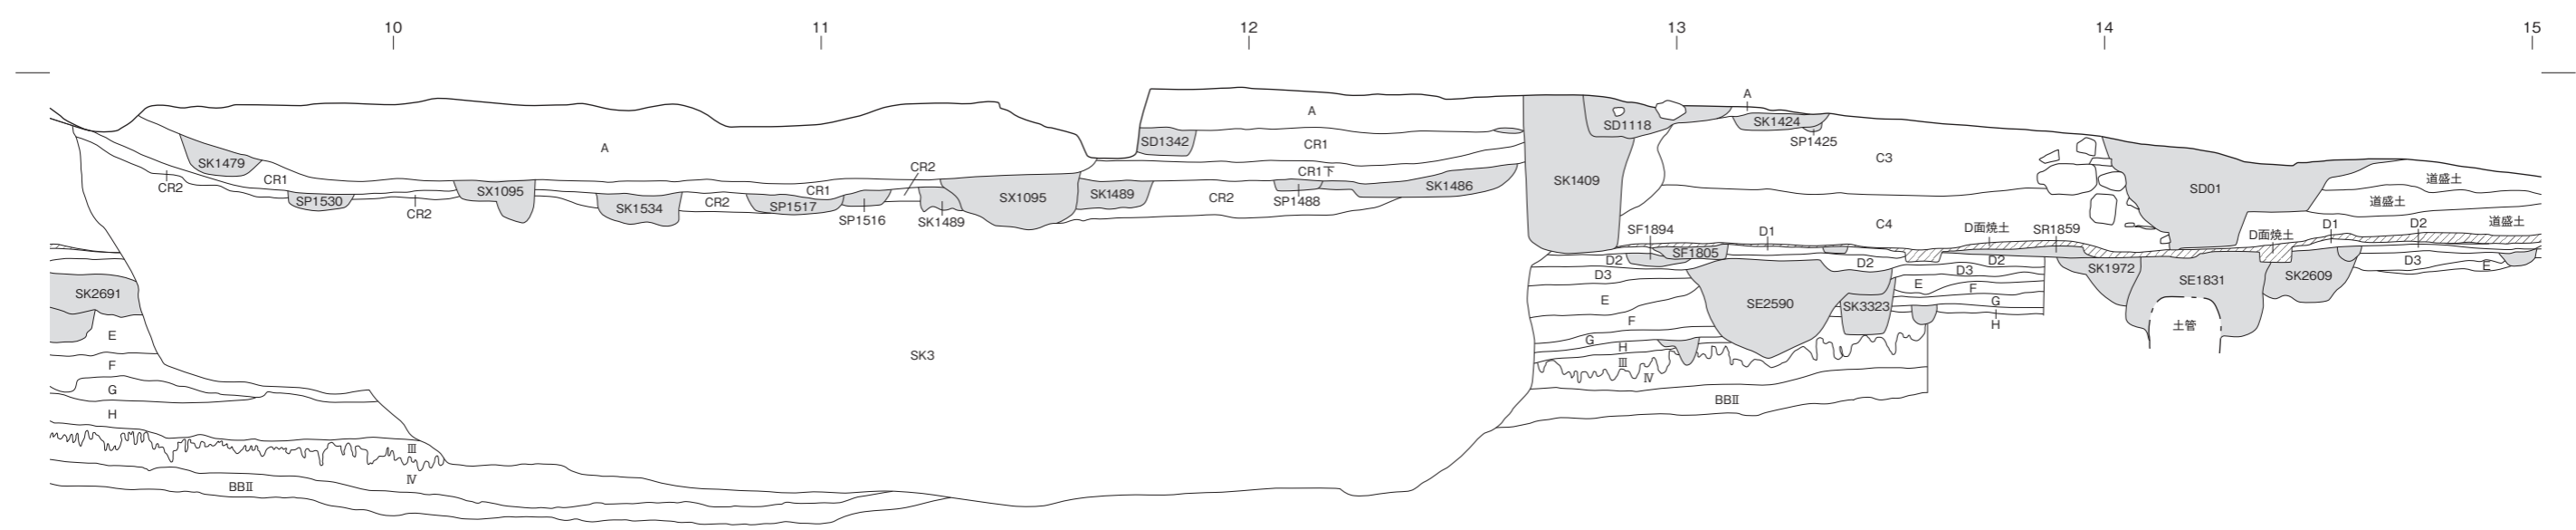 10 11 12 13 14 15
A
A SK1424 SP1425
SD1118
A
SD1342 CR1
SK1479 CR1 CR2
CR2
CR1下
SK1409
C3
SD01
道盛土
道盛土
道盛土
SP1530 CR2 SX1095 SK1534 CR2 CR1 SP1517 SP1516 SK1489 SX1095 SK1489 CR2 SP1488 SK1486
C4
SF1894 D1 D面焼土 SR1859 D面焼土 D1 D2
SF1805
D2 D2 D2 D3 E
D3 D3
SK1972 SE1831 SK2609
土管
SK2691
E SE2590 SK3323 E F
G
H
E F
F G H
G Ⅲ
H Ⅳ
SK3
BBⅡ
Ⅲ
Ⅳ
BBⅡ